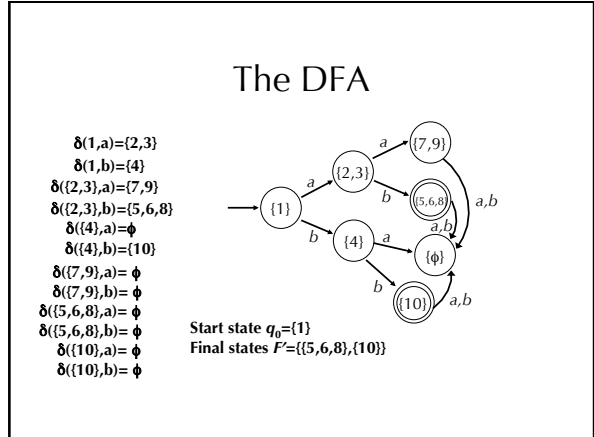 The DFA
δ(1,a)={2,3}
δ(1,b)={4}
δ({2,3},a)={7,9}
δ({2,3},b)={5,6,8}
δ({4},a)=ϕ
δ({4},b)={10}
δ({7,9},a)= ϕ
δ({7,9},b)= ϕ
δ({5,6,8},a)= ϕ
δ({5,6,8},b)= ϕ
δ({10},a)= ϕ
δ({10},b)= ϕ
{1}
a
b
{2,3}
{4}
a
b
a
b
{7,9}
{5,6,8}
{ϕ}
{10}
a,b
a,b
a,b
Start state q₀={1}
Final states F'={{5,6,8},{10}}